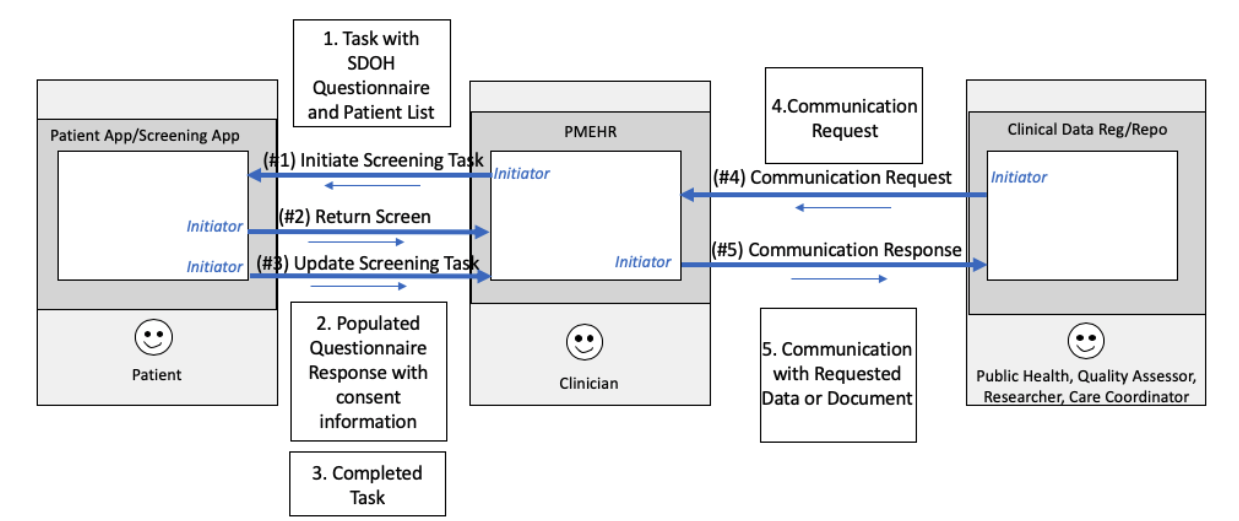 1. Task with
SDOH
Questionnaire
and Patient List
4.Communication
Request
Patient App/Screening App
PMEHR
Clinical Data Reg/Repo
(#1) Initiate Screening Task
Initiator
(#4) Communication Request
Initiator
Initiator
(#2) Return Screen
Initiator
(#3) Update Screening Task
Initiator
(#5) Communication Response
2. Populated
Questionnaire
Response with
consent
information
5. Communication
with Requested
Data or Document
Patient
Clinician
Public Health, Quality Assessor,
Researcher, Care Coordinator
3. Completed
Task